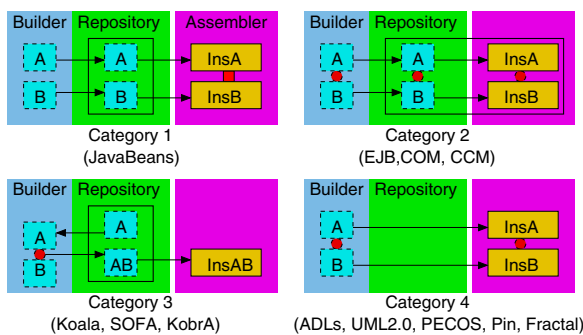 Builder Repository Assembler
A A InsA
B B InsB
Category 1
(JavaBeans)
Builder Repository
A A InsA
B B InsB
Category 2
(EJB,COM, CCM)
Builder Repository
A A
B AB InsAB
Category 3
(Koala, SOFA, KobrA)
Builder Repository
A InsA
B InsB
Category 4
(ADLs, UML2.0, PECOS, Pin, Fractal)